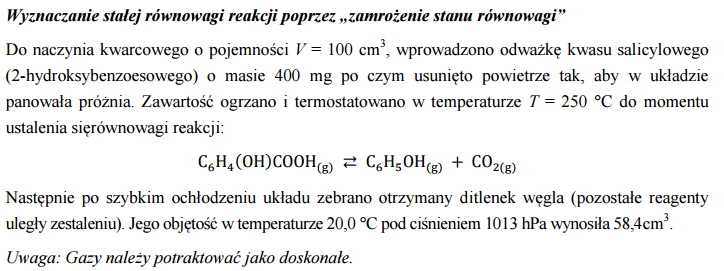 Wyznaczanie stałej równowagi reakcji poprzez „zamrożenie stanu równowagi”
Do naczynia kwarcowego o pojemności V = 100 cm³, wprowadzono odważkę kwasu salicylowego
(2-hydroksybenzoesowego) o masie 400 mg po czym usunięto powietrze tak, aby w układzie
panowała próżnia. Zawartość ogrzano i termostatowano w temperaturze T = 250 °C do momentu
ustalenia sięrównowagi reakcji:
C₆H₄(OH)COOH₍g₎ ⇄ C₆H₅OH₍g₎ + CO₂₍g₎
Następnie po szybkim ochłodzeniu układu zebrano otrzymany ditlenek węgla (pozostałe reagenty
uległy zestaleniu). Jego objętość w temperaturze 20,0 °C pod ciśnieniem 1013 hPa wynosiła 58,4cm³.
Uwaga: Gazy należy potraktować jako doskonałe.